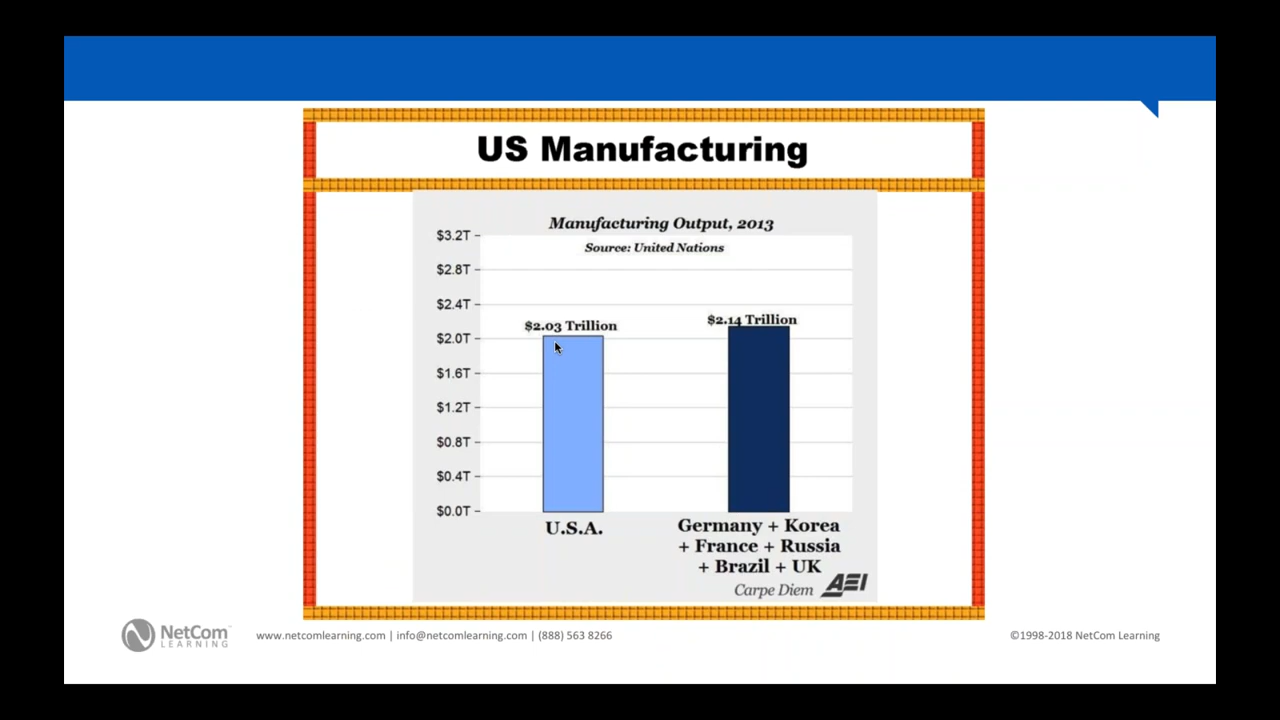 US Manufacturing
Manufacturing Output, 2013
Source: United Nations
$3.2T
$2.8T
$2.4T
$2.0T
$1.6T
$1.2T
$0.8T
$0.4T
$0.0T
$2.03 Trillion
$2.14 Trillion
U.S.A.
Germany + Korea
+ France + Russia
+ Brazil + UK
Carpe Diem AEI
NetCom™
LEARNING
www.netcomlearning.com | info@netcomlearning.com | (888) 563 8266
©1998-2018 NetCom Learning